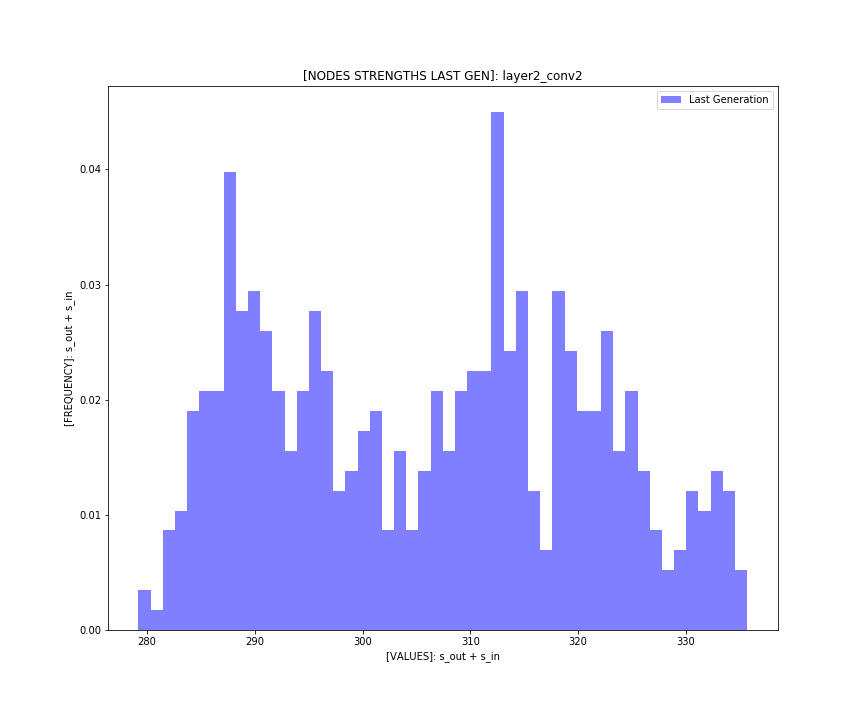 [NODES STRENGTHS LAST GEN]: layer2_conv2
Last Generation
[FREQUENCY]: s_out + s_in
0.04
0.03
0.02
0.01
0.00
280 290 300 310 320 330
[VALUES]: s_out + s_in